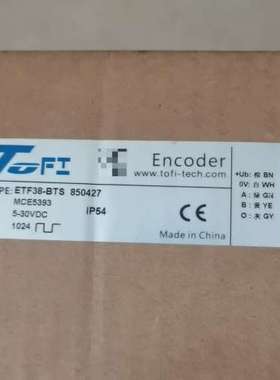 ToFI
Encoder
www.tofi-tech.com
PE: ETF38-BTS 850427
MCE5393
5-30VDC
IP54
1024
CE
Made in China
+Ub: 棕 BN
0V: 白 WH
A: 绿 GN
B: 黄 YE
O: 灰 GY